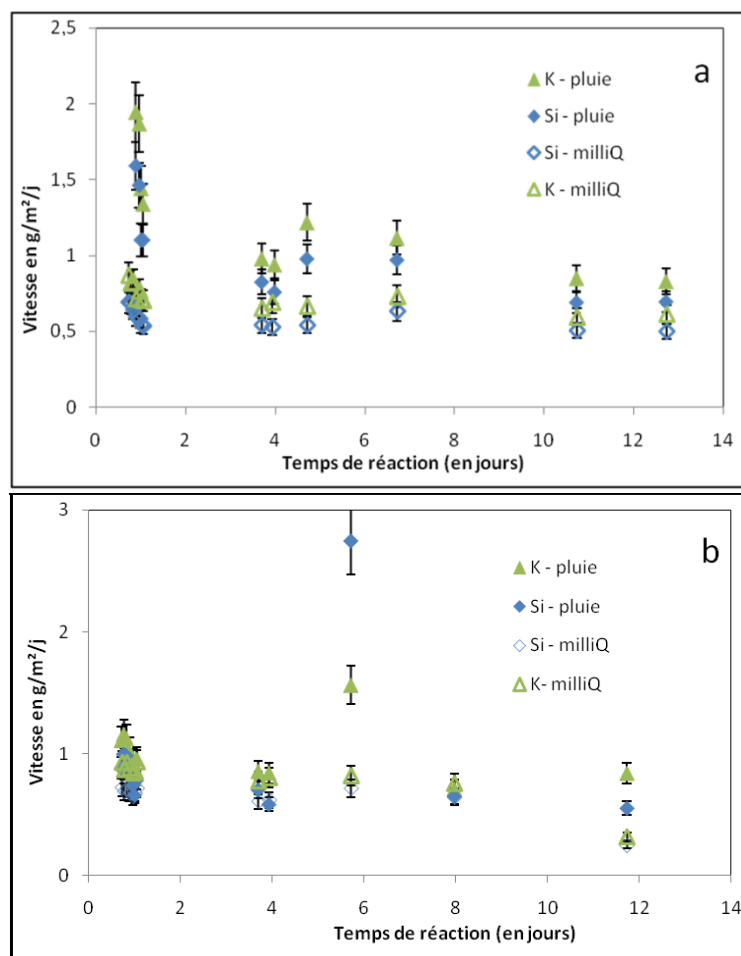 a
2,5
2
1,5
1
0,5
0
Vitesse en g/m²/j
K - pluie
Si - pluie
Si - milliQ
K - milliQ
0 2 4 6 8 10 12 14
Temps de réaction (en jours)
b
3
2
1
0
Vitesse en g/m²/j
K - pluie
Si - pluie
Si - milliQ
K- milliQ
0 2 4 6 8 10 12 14
Temps de réaction (en jours)